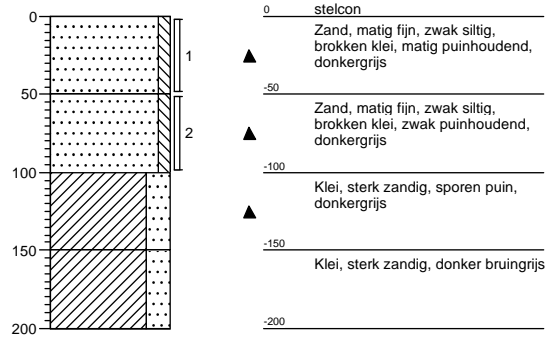 0
50
100
150
200
1
2
0
stelcon
Zand, matig fijn, zwak siltig,
brokken klei, matig puinhoudend,
donkergrijs
-50
Zand, matig fijn, zwak siltig,
brokken klei, zwak puinhoudend,
donkergrijs
-100
Klei, sterk zandig, sporen puin,
donkergrijs
-150
Klei, sterk zandig, donker bruingrijs
-200